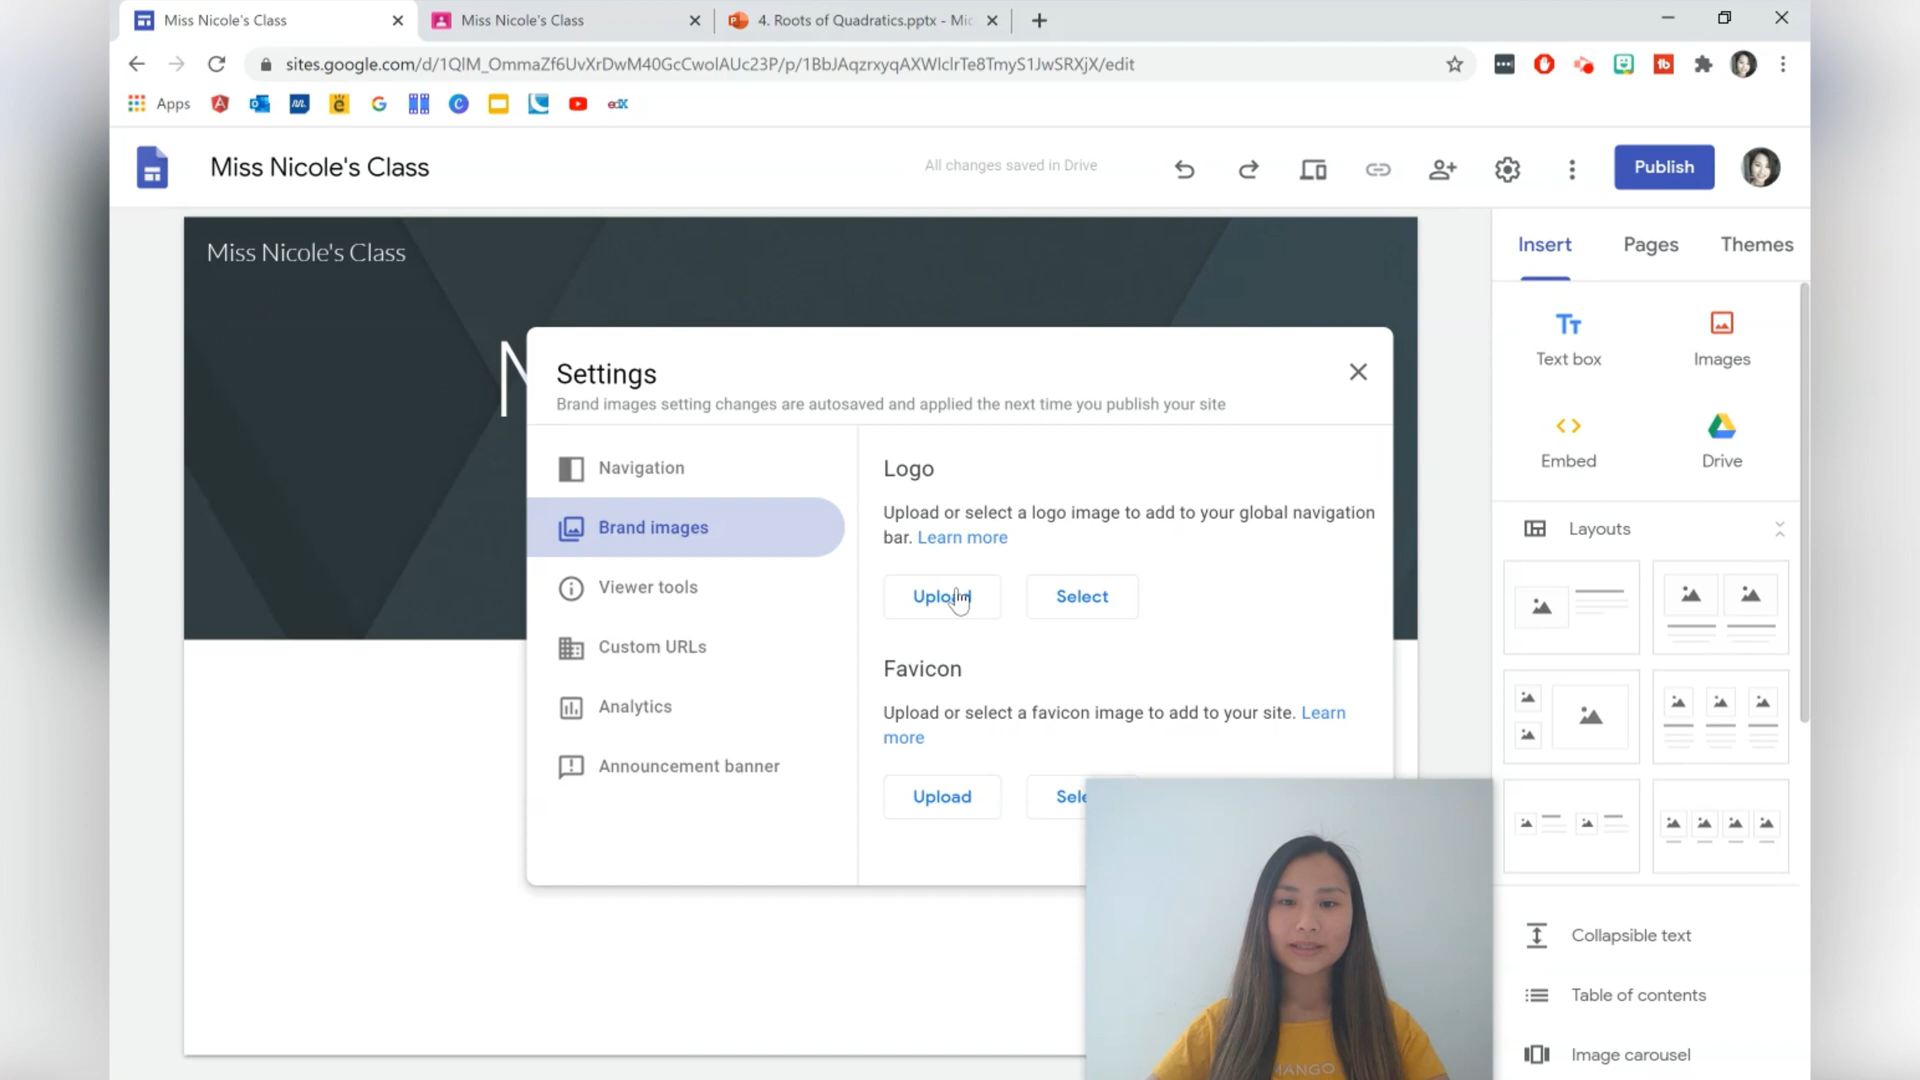 Miss Nicole's Class
Miss Nicole's Class
4. Roots of Quadratics.pptx - Mic
sites.google.com/d/1QlM_OmmaZf6UvXrDwM40GcCwolAUc23P/p/1BbJAqzrxyqAXWlclrTe8TmyS1JwSRXjX/edit
Apps
edX
Miss Nicole's Class
All changes saved in Drive
Publish
Miss Nicole's Class
Insert
Pages
Themes
Text box
Images
Embed
Drive
Layouts
Settings
Brand images setting changes are autosaved and applied the next time you publish your site
Navigation
Brand images
Viewer tools
Custom URLs
Analytics
Announcement banner
Logo
Upload or select a logo image to add to your global navigation
bar. Learn more
Upload
Select
Favicon
Upload or select a favicon image to add to your site. Learn
more
Upload
Sele
Collapsible text
Table of contents
Image carousel
MANGO